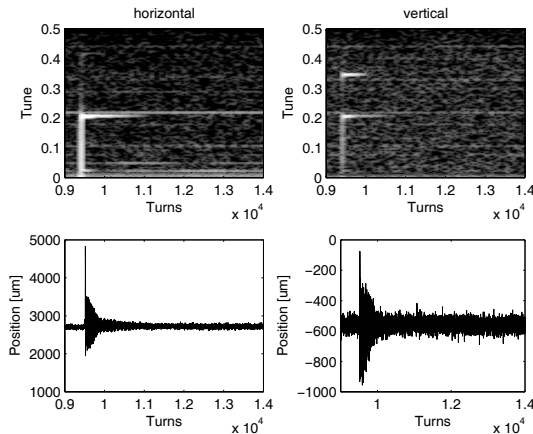 horizontal
vertical
0.5
0.4
0.3
0.2
0.1
0
Tune
0.9 1 1.1 1.2 1.3 1.4
Turns
x 10^4
0.5
0.4
0.3
0.2
0.1
0
Tune
0.9 1 1.1 1.2 1.3 1.4
Turns
x 10^4
5000
4000
3000
2000
1000
Position [um]
0.9 1 1.1 1.2 1.3 1.4
Turns
x 10^4
0
−200
−400
−600
−800
−1000
Position [um]
1 1.1 1.2 1.3 1.4
Turns
x 10^4